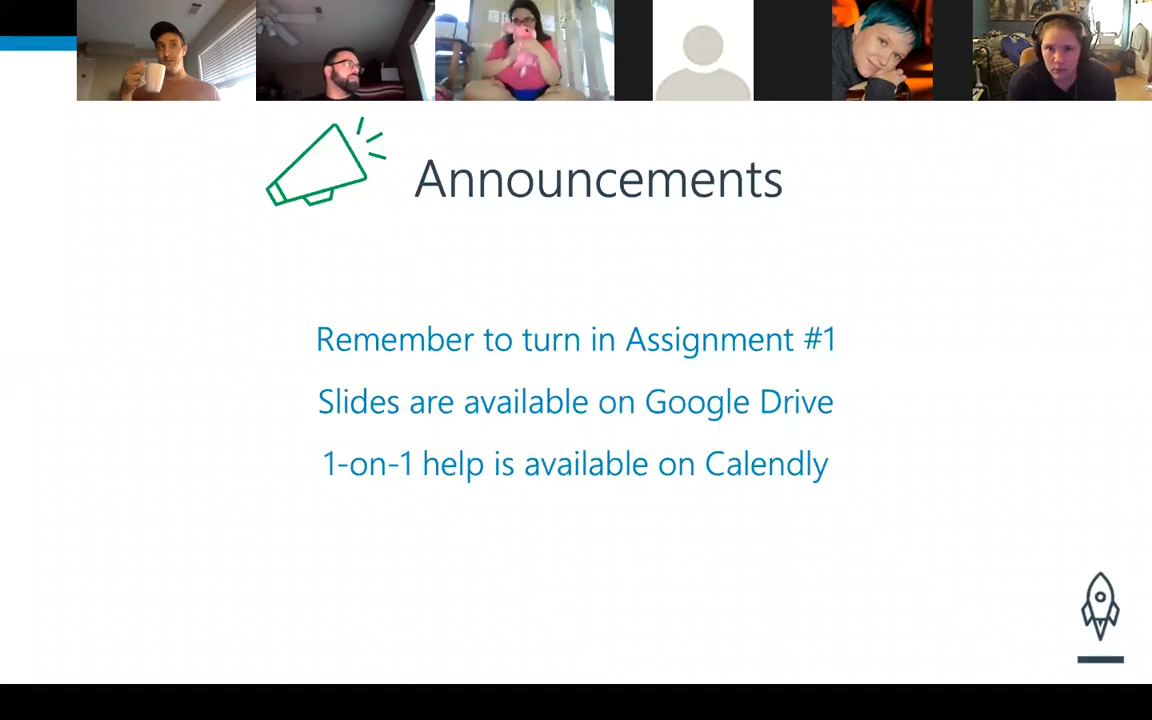 Announcements
Remember to turn in Assignment #1
Slides are available on Google Drive
1-on-1 help is available on Calendly